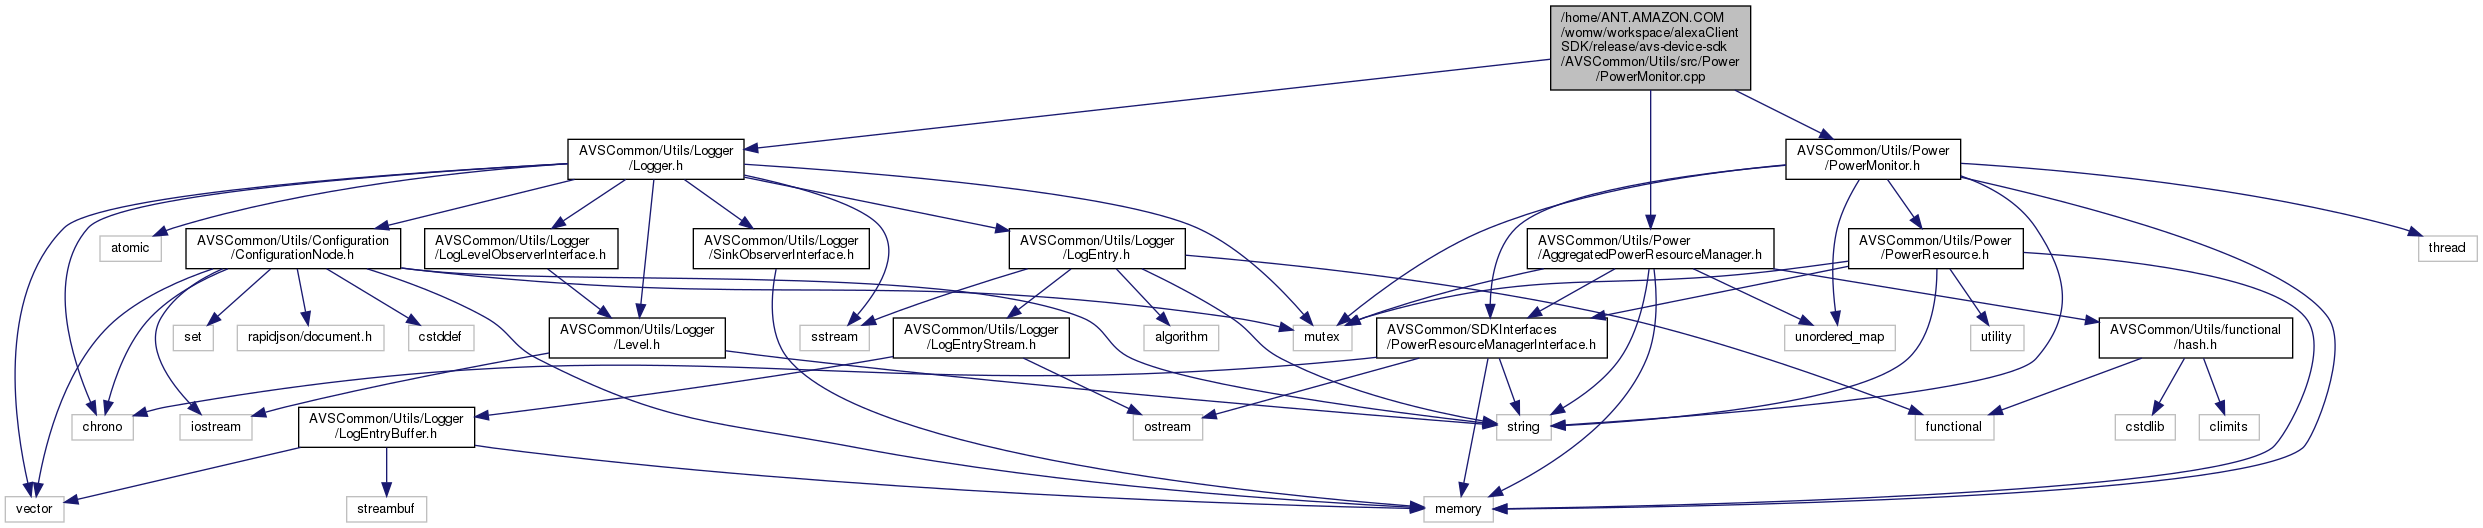 /home/ANT.AMAZON.COM
/womw/workspace/alexaClient
SDK/release/avs-device-sdk
/AVSCommon/Utils/src/Power
/PowerMonitor.cpp
AVSCommon/Utils/Logger
/Logger.h
AVSCommon/Utils/Power
/PowerMonitor.h
atomic
AVSCommon/Utils/Configuration
/ConfigurationNode.h
AVSCommon/Utils/Logger
/LogLevelObserverInterface.h
AVSCommon/Utils/Logger
/SinkObserverInterface.h
AVSCommon/Utils/Logger
/LogEntry.h
AVSCommon/Utils/Power
/AggregatedPowerResourceManager.h
AVSCommon/Utils/Power
/PowerResource.h
thread
set
rapidjson/document.h
cstddef
AVSCommon/Utils/Logger
/Level.h
sstream
AVSCommon/Utils/Logger
/LogEntryStream.h
algorithm
mutex
AVSCommon/SDKInterfaces
/PowerResourceManagerInterface.h
unordered_map
utility
AVSCommon/Utils/functional
/hash.h
chrono
iostream
AVSCommon/Utils/Logger
/LogEntryBuffer.h
ostream
string
functional
cstdlib
climits
vector
streambuf
memory